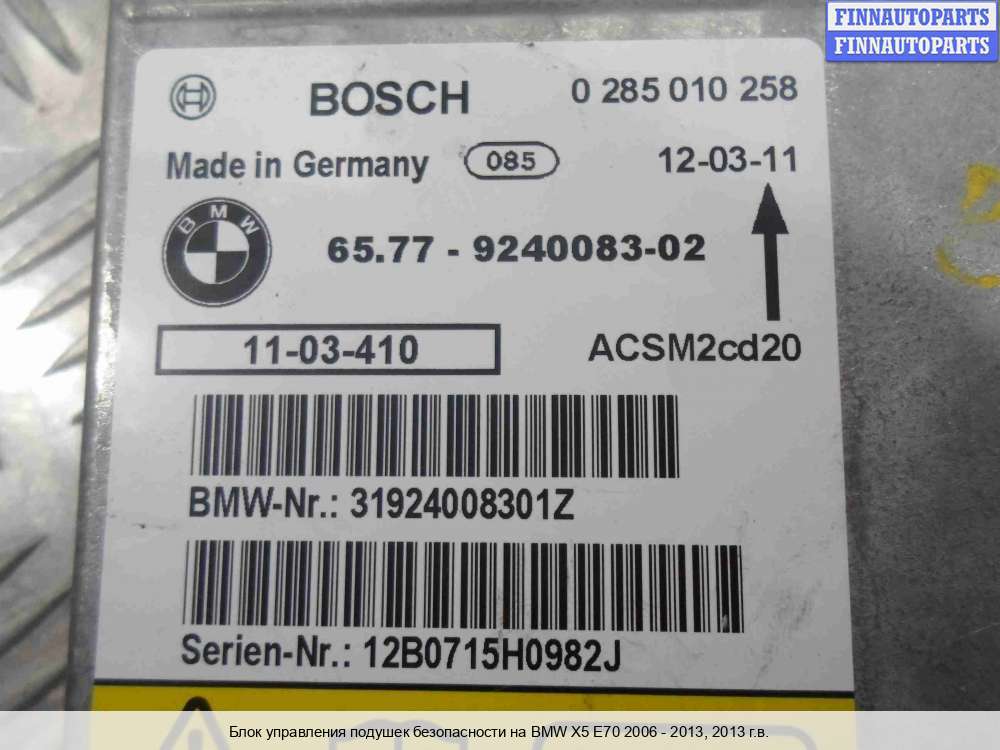 FINNAUTOPARTS
FINNAUTOPARTS
BOSCH 0 285 010 258
Made in Germany 085 12-03-11
BMW
65.77 - 9240083-02
11-03-410 ACSM2cd20
BMW-Nr.: 31924008301Z
Serien-Nr.: 12B0715H0982J
Блок управления подушек безопасности на BMW X5 E70 2006 - 2013, 2013 г.в.